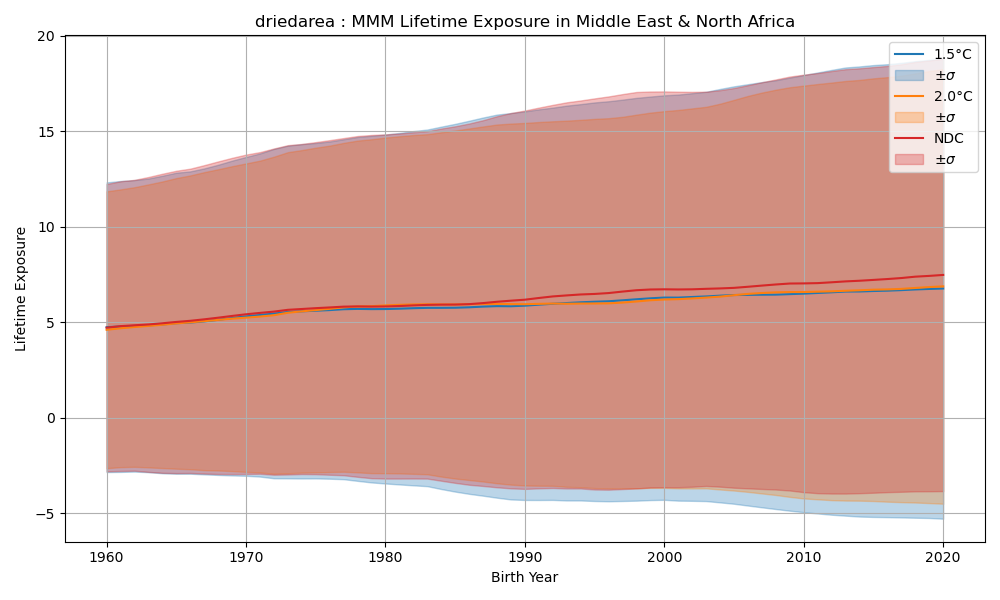 driedarea : MMM Lifetime Exposure in Middle East & North Africa
20
15
10
5
0
−5
Lifetime Exposure
1960
1970
1980
1990
2000
2010
2020
Birth Year
1.5°C
±σ
2.0°C
±σ
NDC
±σ